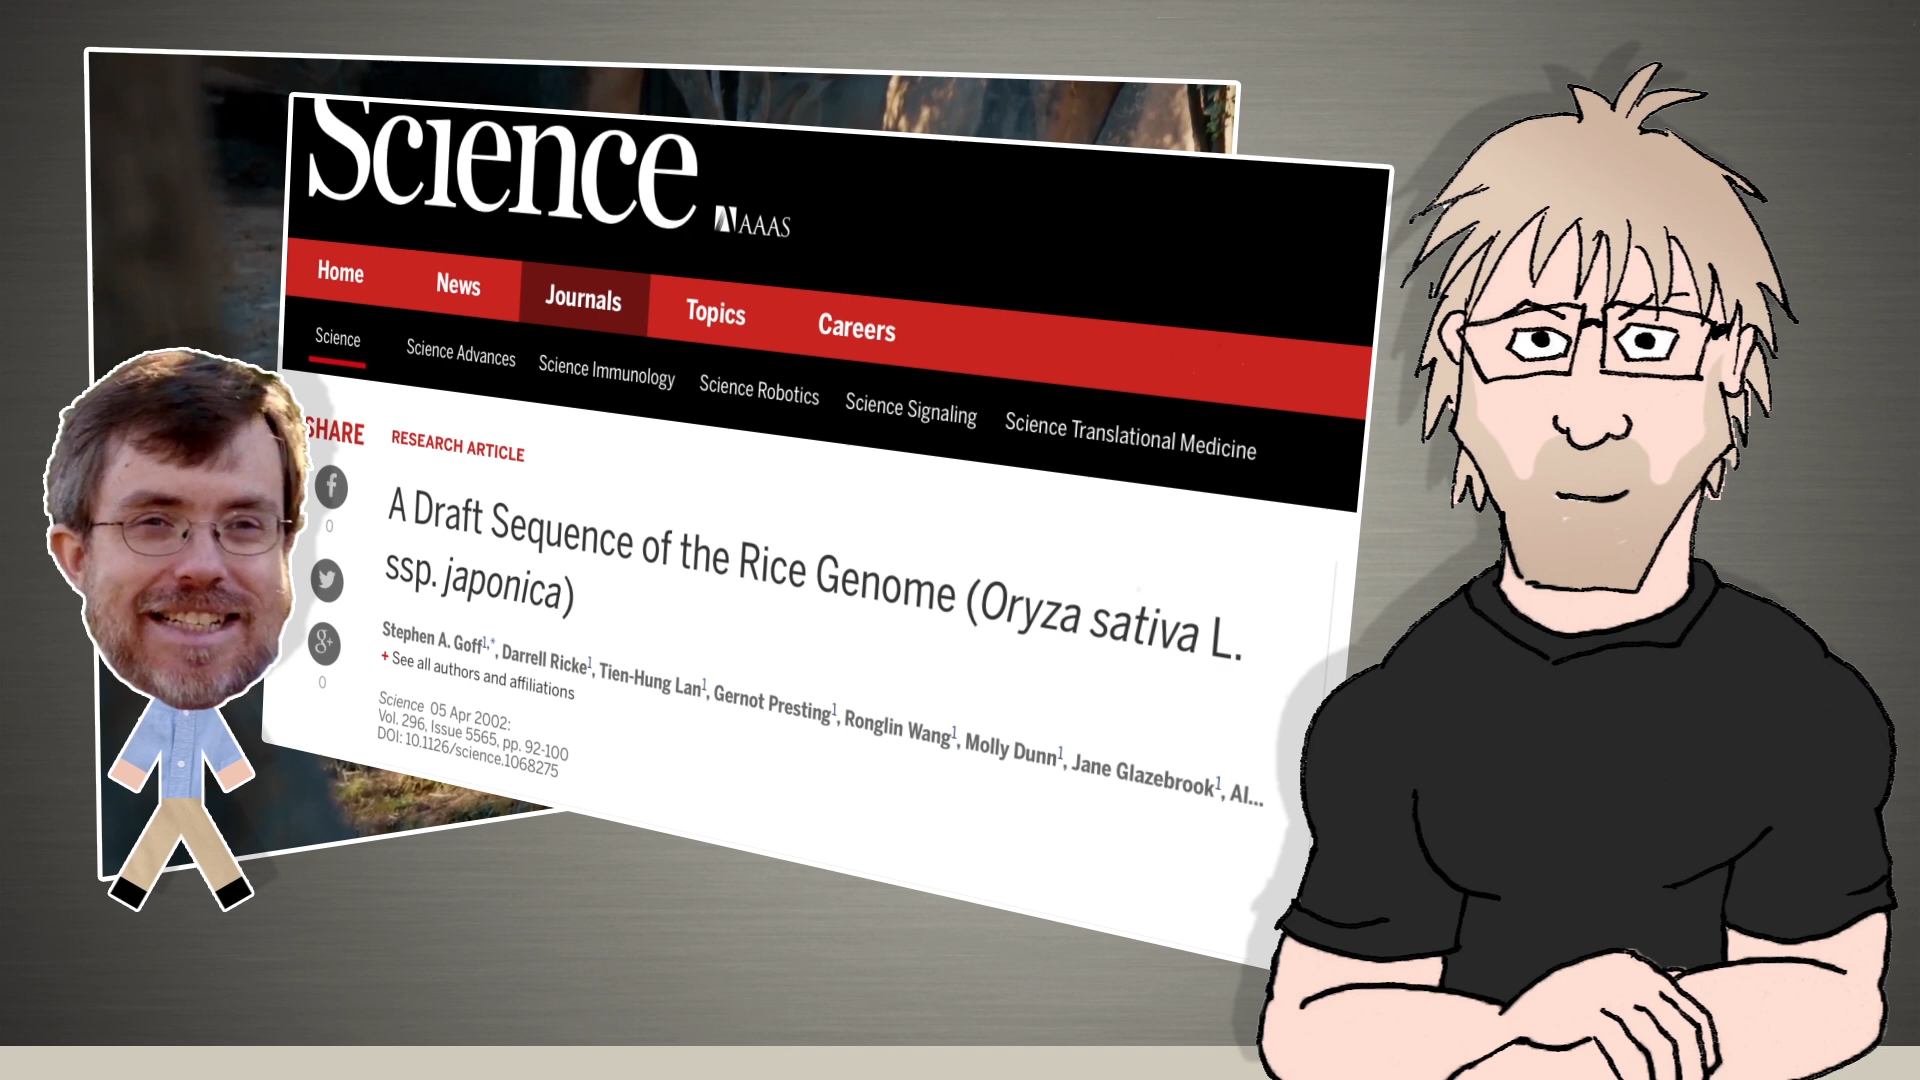 Science AAAS
Home News Journals Topics Careers
Science Science Advances Science Immunology Science Robotics Science Signaling Science Translational Medicine
SHARE
0
0
RESEARCH ARTICLE
A Draft Sequence of the Rice Genome (Oryza sativa L.
ssp. japonica)
Stephen A. Goff1,*, Darrell Ricke1, Tien-Hung Lan1, Gernot Presting1, Ronglin Wang1, Molly Dunn1, Jane Glazebrook1, Al...
+ See all authors and affiliations
Science 05 Apr 2002:
Vol. 296, Issue 5565, pp. 92-100
DOI: 10.1126/science.1068275